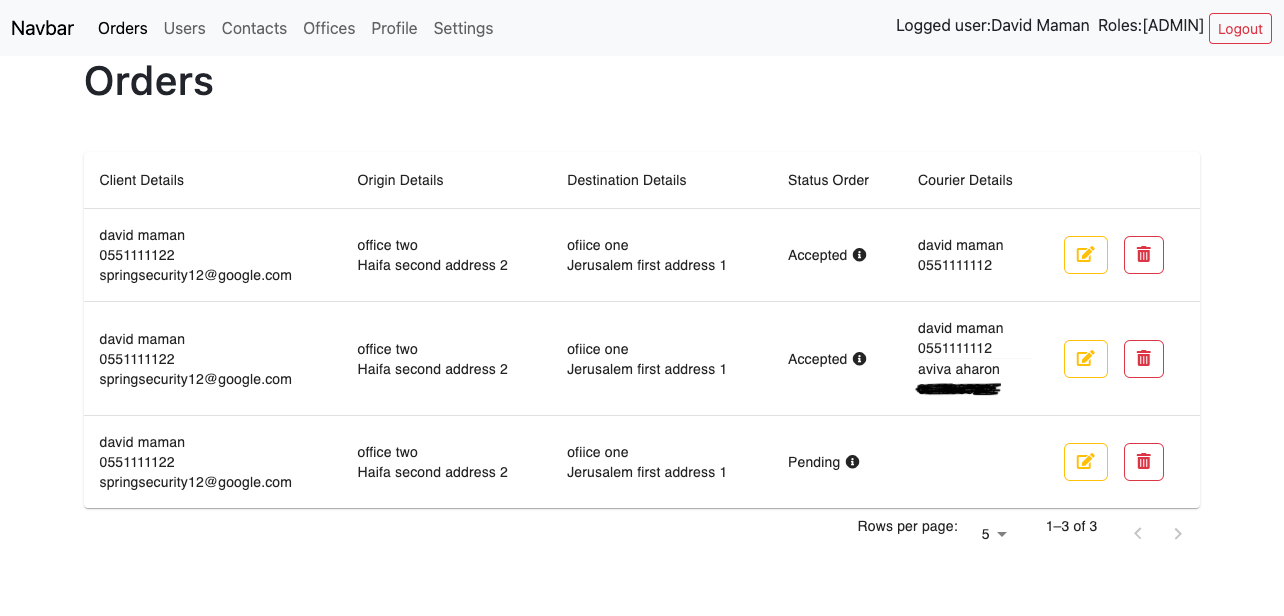 Navbar Orders Users Contacts Offices Profile Settings Logged user:David Maman Roles:[ADMIN] Logout
Orders
Client Details Origin Details Destination Details Status Order Courier Details
david maman
0551111122
springsecurity12@google.com
office two
Haifa second address 2
ofiice one
Jerusalem first address 1
Accepted
david maman
0551111112
david maman
0551111122
springsecurity12@google.com
office two
Haifa second address 2
ofiice one
Jerusalem first address 1
Accepted
david maman
0551111112
aviva aharon
david maman
0551111122
springsecurity12@google.com
office two
Haifa second address 2
ofiice one
Jerusalem first address 1
Pending
Rows per page: 5 1–3 of 3